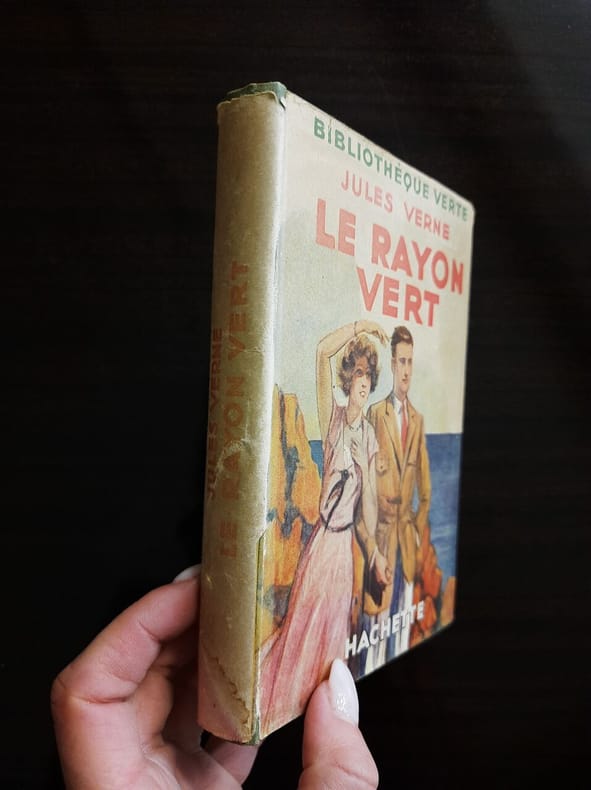 BIBLIOTHÈQUE VERTE
JULES VERNE
LE RAYON
VERT
HACHETTE
JULES VERNE
LE RAYON VERT